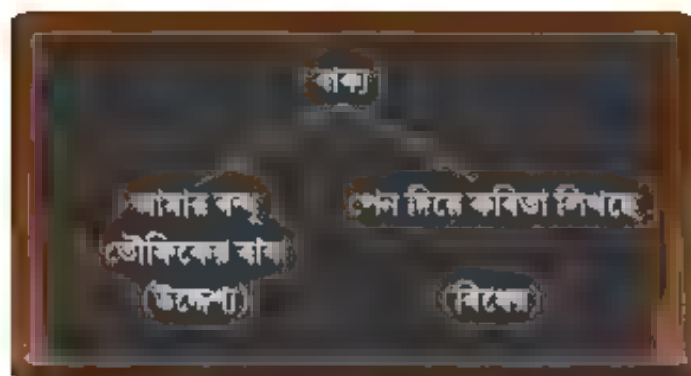 বাক্য
আমার বন্ধু পেন দিয়ে কবিতা লিখছে
তৌফিকের বাবা
(উদ্দেশ্য) (বিধেয়)